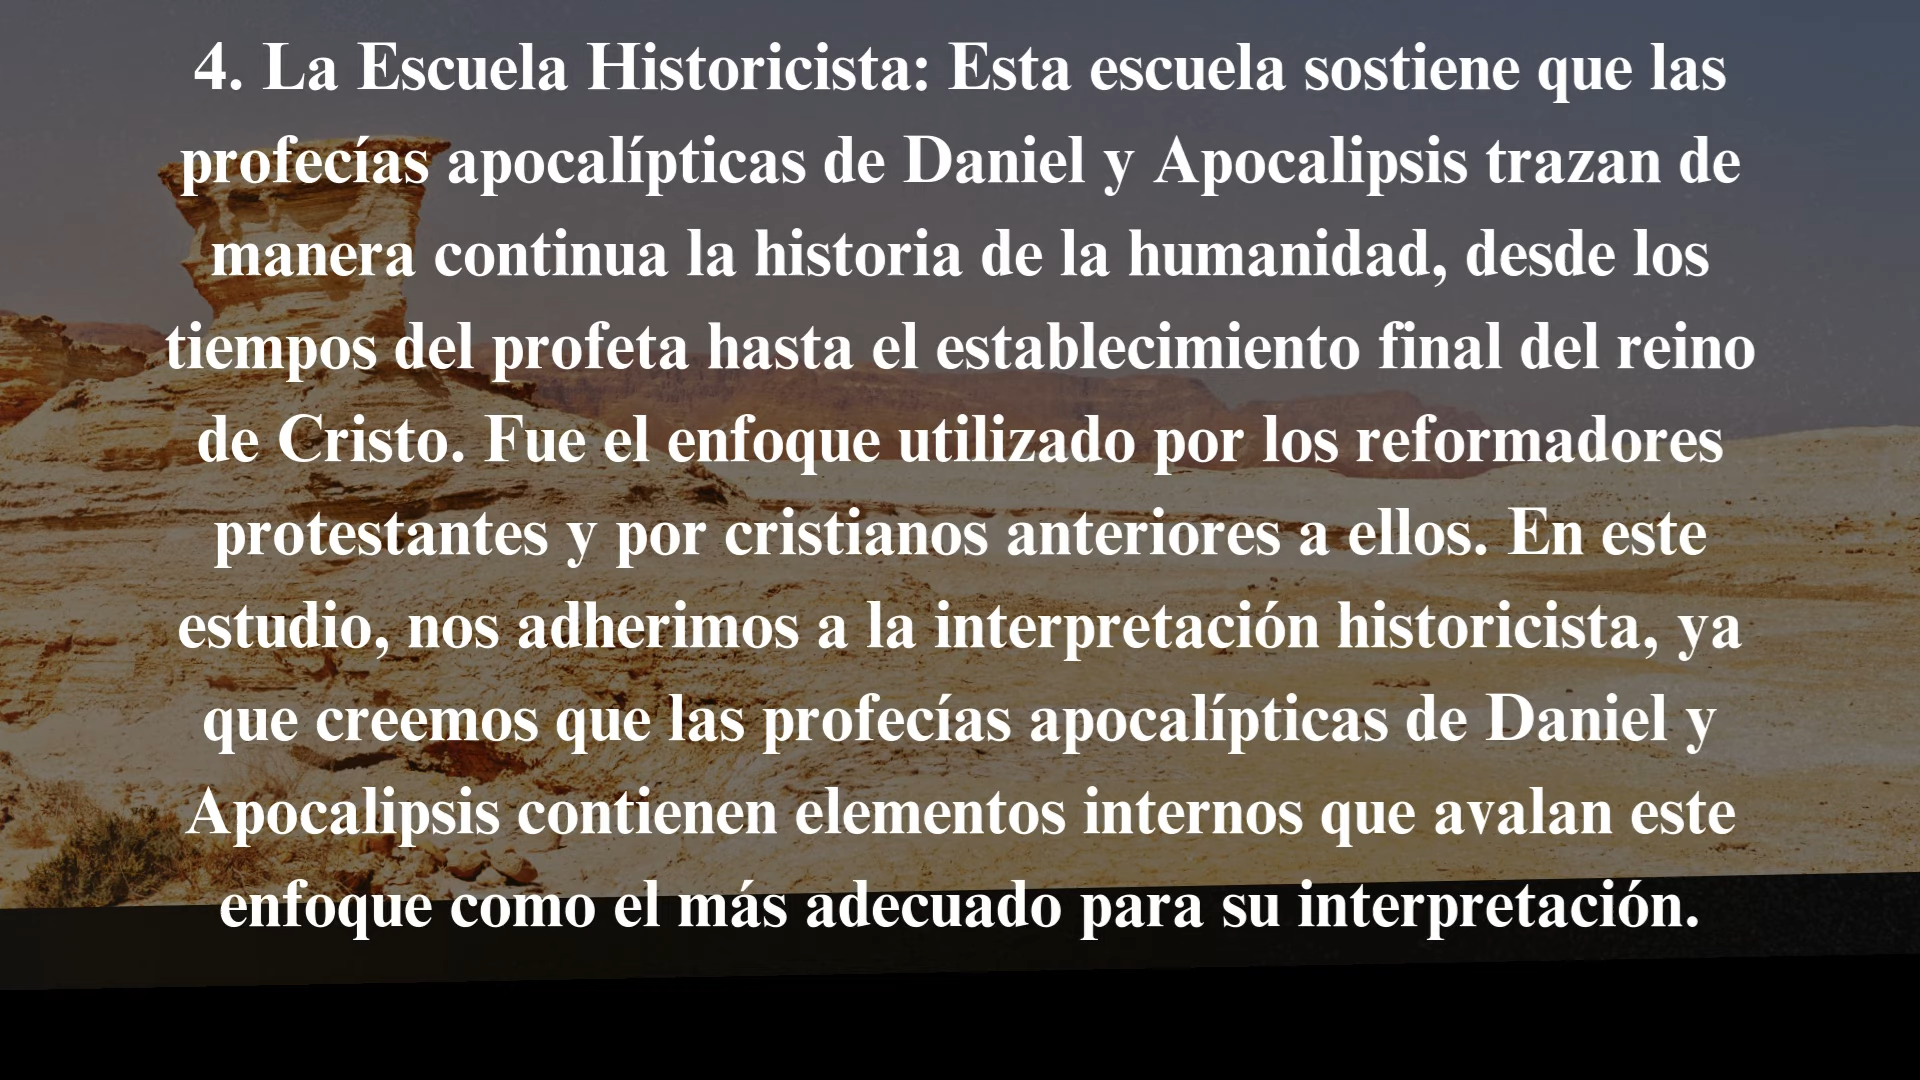 4. La Escuela Historicista: Esta escuela sostiene que las
profecías apocalípticas de Daniel y Apocalipsis trazan de
manera continua la historia de la humanidad, desde los
tiempos del profeta hasta el establecimiento final del reino
de Cristo. Fue el enfoque utilizado por los reformadores
protestantes y por cristianos anteriores a ellos. En este
estudio, nos adherimos a la interpretación historicista, ya
que creemos que las profecías apocalípticas de Daniel y
Apocalipsis contienen elementos internos que avalan este
enfoque como el más adecuado para su interpretación.